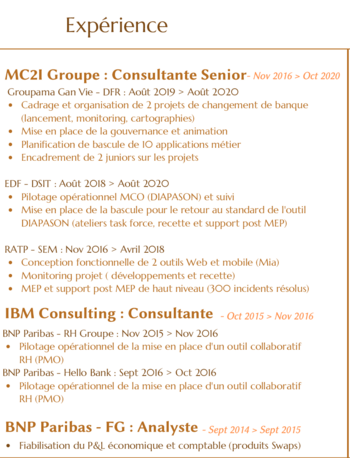 Expérience
MC2I Groupe : Consultante Senior - Nov 2016 > Oct 2020
Groupama Gan Vie - DFR : Août 2019 > Août 2020
• Cadrage et organisation de 2 projets de changement de banque
(lancement, monitoring, cartographies)
• Mise en place de la gouvernance et animation
• Planification de bascule de 10 applications métier
• Encadrement de 2 juniors sur les projets
EDF - DSIT : Août 2018 > Août 2020
• Pilotage opérationnel MCO (DIAPASON) et suivi
• Mise en place de la bascule pour le retour au standard de l'outil
DIAPASON (ateliers task force, recette et support post MEP)
RATP - SEM : Nov 2016 > Avril 2018
• Conception fonctionnelle de 2 outils Web et mobile (Mia)
• Monitoring projet ( développements et recette)
• MEP et support post MEP de haut niveau (300 incidents résolus)
IBM Consulting : Consultante - Oct 2015 > Nov 2016
BNP Paribas - RH Groupe : Nov 2015 > Nov 2016
• Pilotage opérationnel de la mise en place d'un outil collaboratif
RH (PMO)
BNP Paribas - Hello Bank : Sept 2016 > Oct 2016
• Pilotage opérationnel de la mise en place d'un outil collaboratif
RH (PMO)
BNP Paribas - FG : Analyste - Sept 2014 > Sept 2015
• Fiabilisation du P&L économique et comptable (produits Swaps)